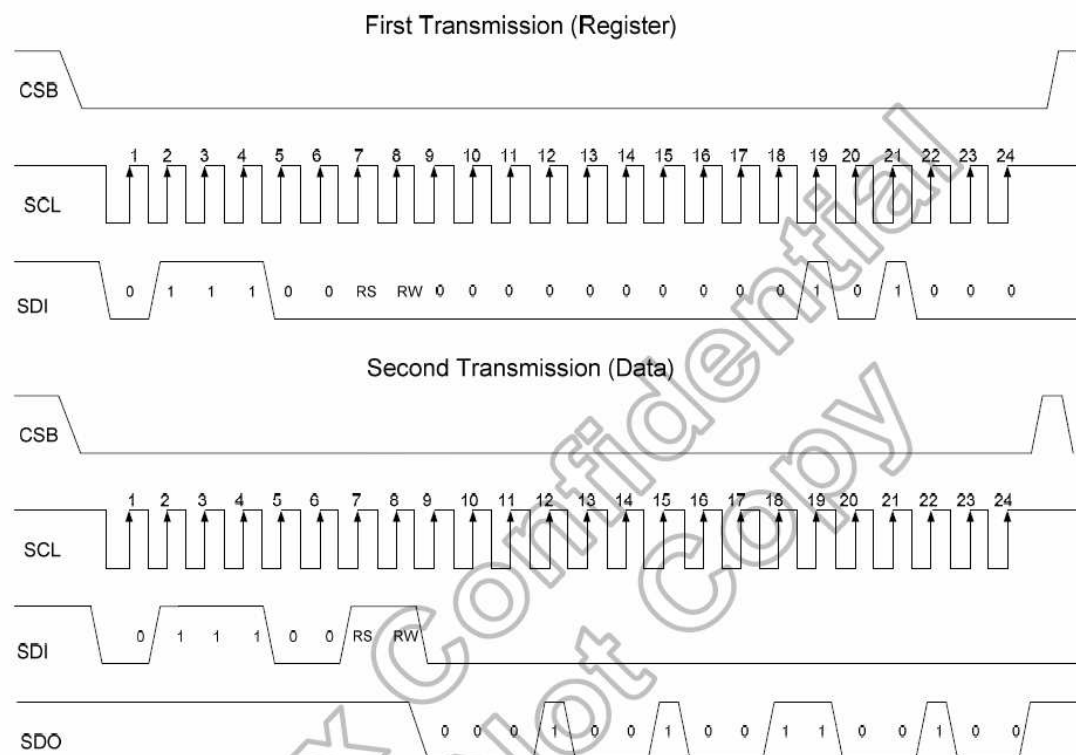 First Transmission (Register)
CSB
1 2 3 4 5 6 7 8 9 10 11 12 13 14 15 16 17 18 19 20 21 22 23 24
SCL
SDI 0 1 1 1 0 0 RS RW 0 0 0 0 0 0 0 0 0 0 1 0 1 0 0 0
Second Transmission (Data)
CSB
1 2 3 4 5 6 7 8 9 10 11 12 13 14 15 16 17 18 19 20 21 22 23 24
SCL
SDI 0 1 1 1 0 0 RS RW
SDO 0 0 0 1 0 0 1 0 0 1 1 0 0 1 0 0
x Confidential
Not Copy